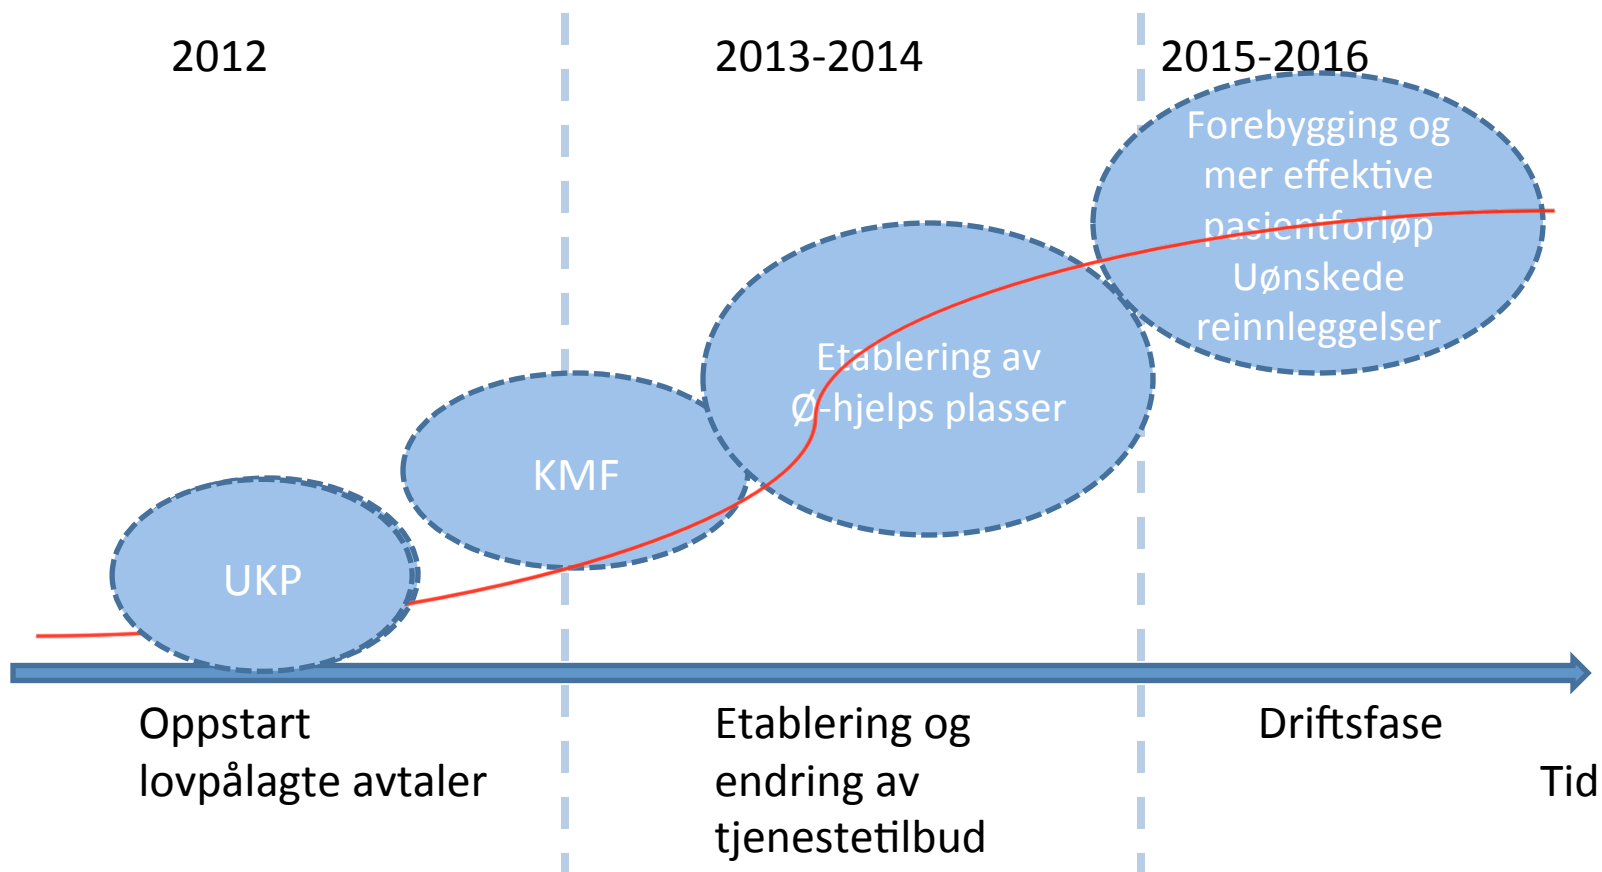 2012
2013-2014
2015-2016
Forebygging og
mer effektive
pasientforløp
Uønskede
reinnleggelser
Etablering av
Ø-hjelps plasser
KMF
UKP
Oppstart
lovpålagte avtaler
Etablering og
endring av
tjenestetilbud
Driftsfase
Tid